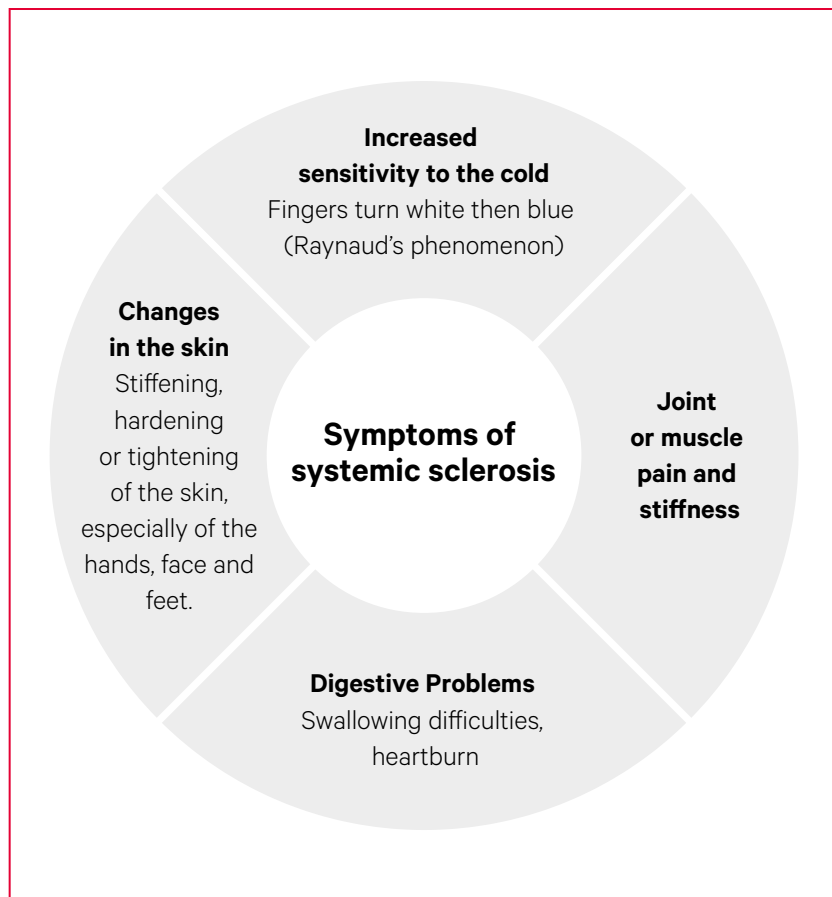 Increased
sensitivity to the cold
Fingers turn white then blue
(Raynaud’s phenomenon)
Changes
in the skin
Stiffening,
hardening
or tightening
of the skin,
especially of the
hands, face and
feet.
Symptoms of
systemic sclerosis
Joint
or muscle
pain and
stiffness
Digestive Problems
Swallowing difficulties,
heartburn